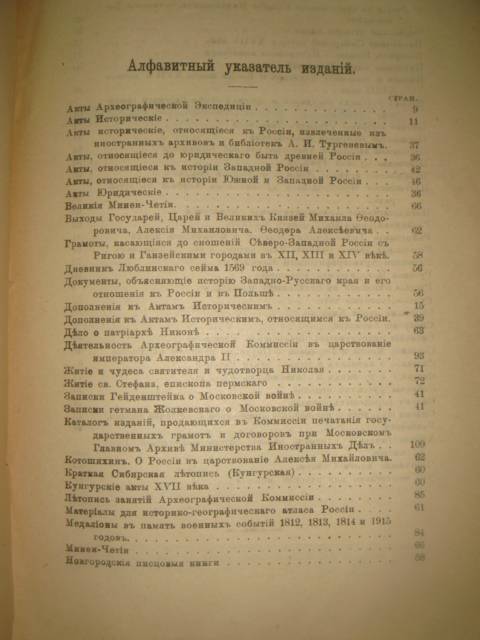 Алфавитный указатель изданій.
СТРАН.
Акты Археографической Экспедиціи . . . 9
Акты Историческіе . . . 11
Акты историческіе, относящіеся къ Россіи, извлеченные изъ
иностранныхъ архивовъ и библіотекъ А. И. Тургеневымъ. 37
Акты, относящіеся до юридическаго быта древней Россіи . . . 36
Акты, относящіеся къ исторіи Западной Россіи . . . 42
Акты, относящіеся къ исторіи Южной и Западной Россіи . . . 46
Акты Юридическіе . . . 36
Великія Минеи-Четіи. . . . 66
Выходы Государей, Царей и Великихъ Князей Михаила Ѳеодо-
ровича, Алексія Михаиловича, Ѳеодора Алексѣевича . . . 62
Грамоты, касающіяся до сношеній Сѣверо-Западной Россіи съ
Ригою и Ганзейскими городами въ XII, XIII и XIV вѣкѣ. 58
Дневникъ Люблинскаго сейма 1569 года . . . 56
Документы, объясняющіе исторію Западно-Русскаго края и его
отношенія къ Россіи и къ Польшѣ . . . 56
Дополненія къ Актамъ Историческимъ . . . 15
Дополненія къ Актамъ Историческимъ, относящимся къ Россіи. 39
Дѣло о патріархѣ Никонѣ . . . 63
Дѣятельность Археографической Коммиссіи въ царствованіе
императора Александра II . . . 93
Житіе и чудеса святителя и чудотворца Николая . . . 71
Житіе св. Стефана, епископа пермскаго . . . 72
Записки Гейденштейна о Московской войнѣ . . . 41
Записки гетмана Жолкевскаго о Московской войнѣ . . . 41
Каталогъ изданій, продающихся въ Коммиссіи печатанія госу-
дарственныхъ грамотъ и договоровъ при Московскомъ
Главномъ Архивѣ Министерства Иностранныхъ Дѣлъ . . . 100
Котошихинъ. О Россіи въ царствованіе Алексѣя Михайловича. 62
Краткая Сибирская лѣтопись (Кунгурская) . . . 60
Кунгурскіе акты XVII вѣка . . . 60
Лѣтопись занятій Археографической Коммиссіи . . . 85
Матеріалы для историко-географическаго атласа Россіи . . . 61
Медаліоны въ память военныхъ событій 1812, 1813, 1814 и 1915
годовъ. . . . 84
Минеи-Четіи . . . 66
Новгородскія писцовыя книги . . . 58